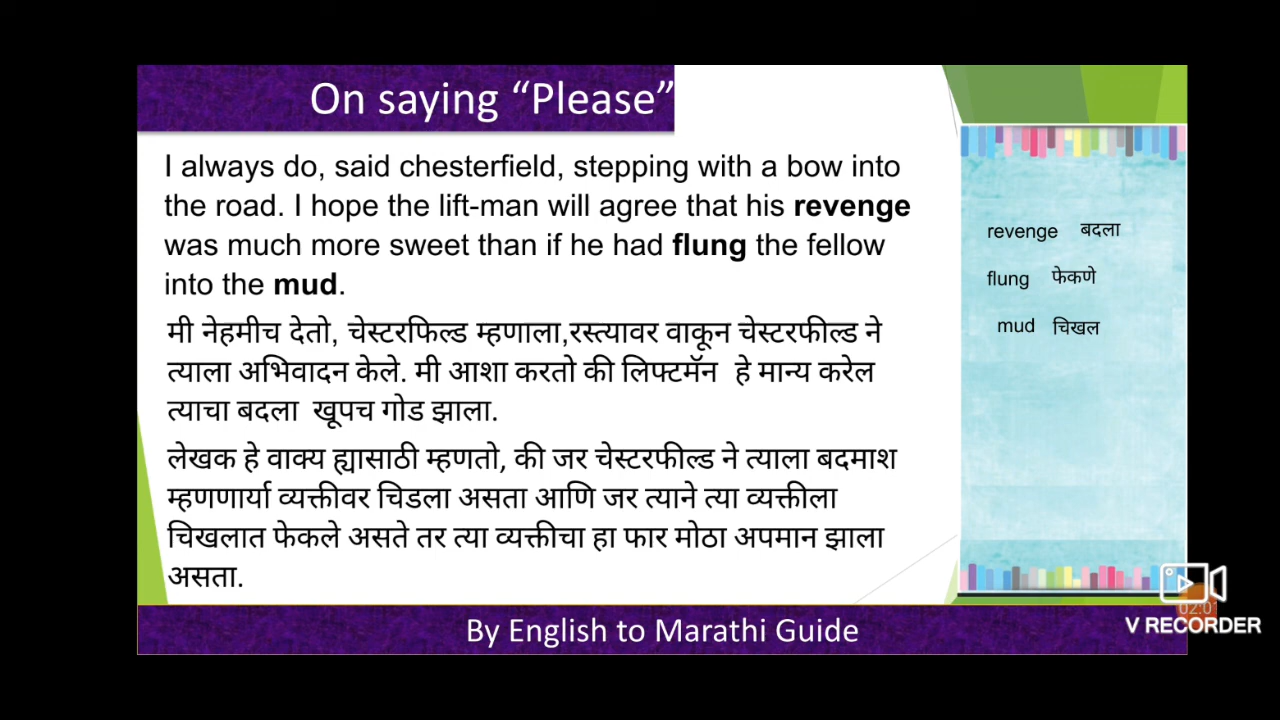 On saying “Please”
I always do, said chesterfield, stepping with a bow into
the road. I hope the lift-man will agree that his revenge
was much more sweet than if he had flung the fellow
into the mud.
मी नेहमीच देतो, चेस्टरफिल्ड म्हणाला,रस्त्यावर वाकून चेस्टरफील्ड ने
त्याला अभिवादन केले. मी आशा करतो की लिफ्टमॅन हे मान्य करेल
त्याचा बदला खूपच गोड झाला.
लेखक हे वाक्य ह्यासाठी म्हणतो, की जर चेस्टरफील्ड ने त्याला बदमाश
म्हणणार्या व्यक्तीवर चिडला असता आणि जर त्याने त्या व्यक्तीला
चिखलात फेकले असते तर त्या व्यक्तीचा हा फार मोठा अपमान झाला
असता.
revenge बदला
flung फेकणे
mud चिखल
By English to Marathi Guide
V RECORDER